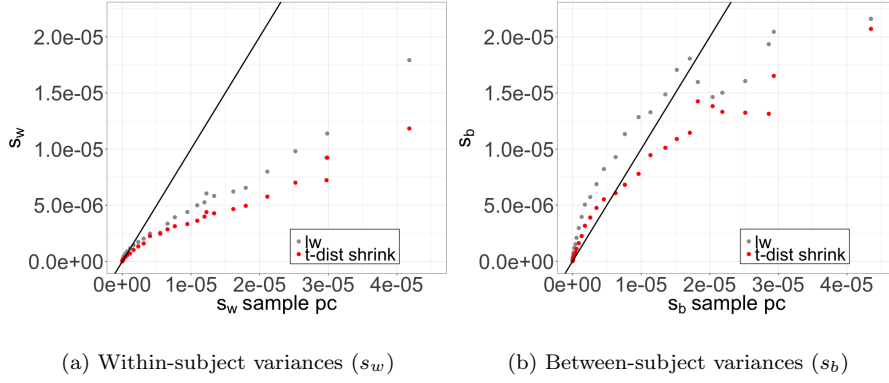 2.0e-05
1.5e-05
1.0e-05
5.0e-06
0.0e+00
s_w
lw
t-dist shrink
0e+00 1e-05 2e-05 3e-05 4e-05
s_w sample pc
(a) Within-subject variances (s_w)
2.0e-05
1.5e-05
1.0e-05
5.0e-06
0.0e+00
s_b
lw
t-dist shrink
0e+00 1e-05 2e-05 3e-05 4e-05
s_b sample pc
(b) Between-subject variances (s_b)